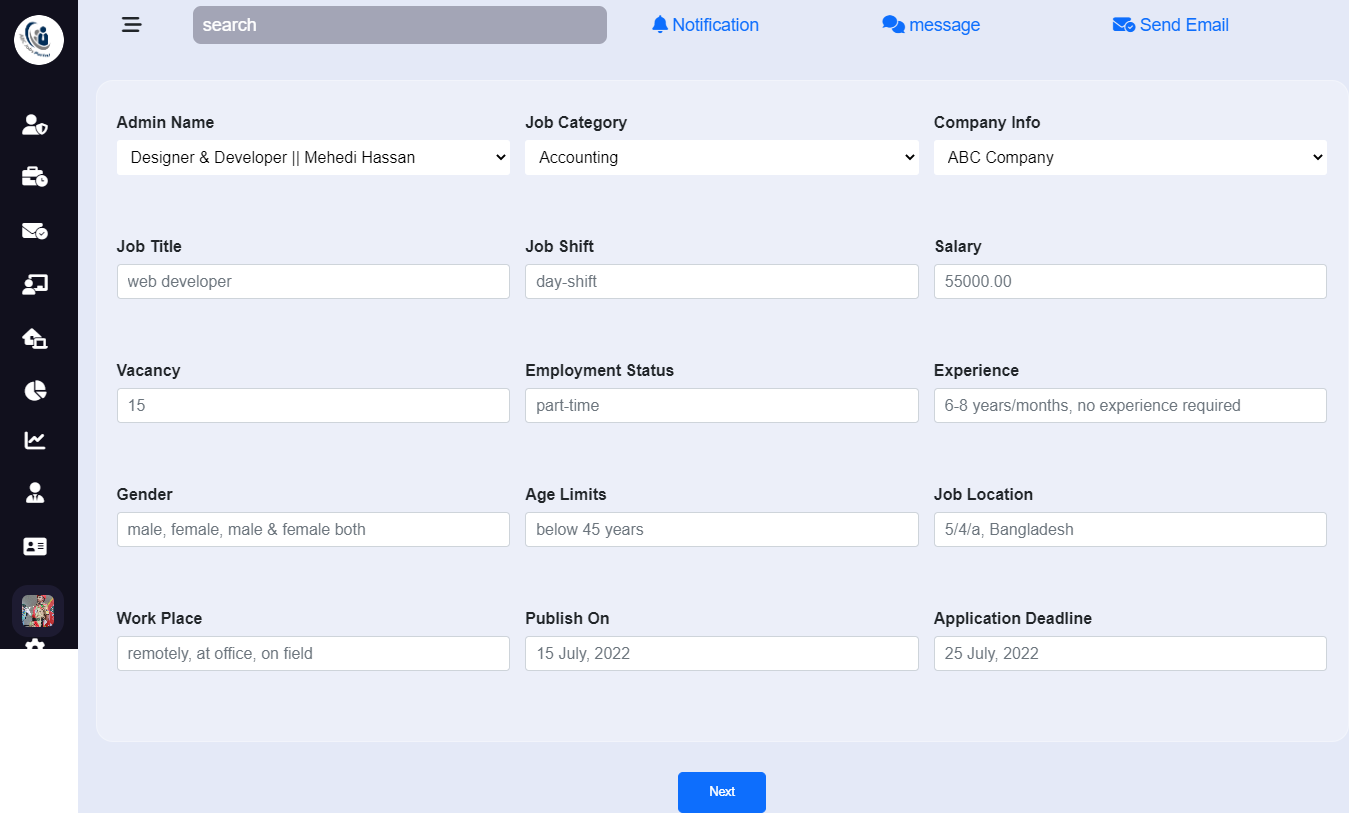 search
Notification
message
Send Email
Admin Name
Job Category
Company Info
Designer & Developer || Mehedi Hassan
Accounting
ABC Company
Job Title
Job Shift
Salary
web developer
day-shift
55000.00
Vacancy
Employment Status
Experience
15
part-time
6-8 years/months, no experience required
Gender
Age Limits
Job Location
male, female, male & female both
below 45 years
5/4/a, Bangladesh
Work Place
Publish On
Application Deadline
remotely, at office, on field
15 July, 2022
25 July, 2022
Next